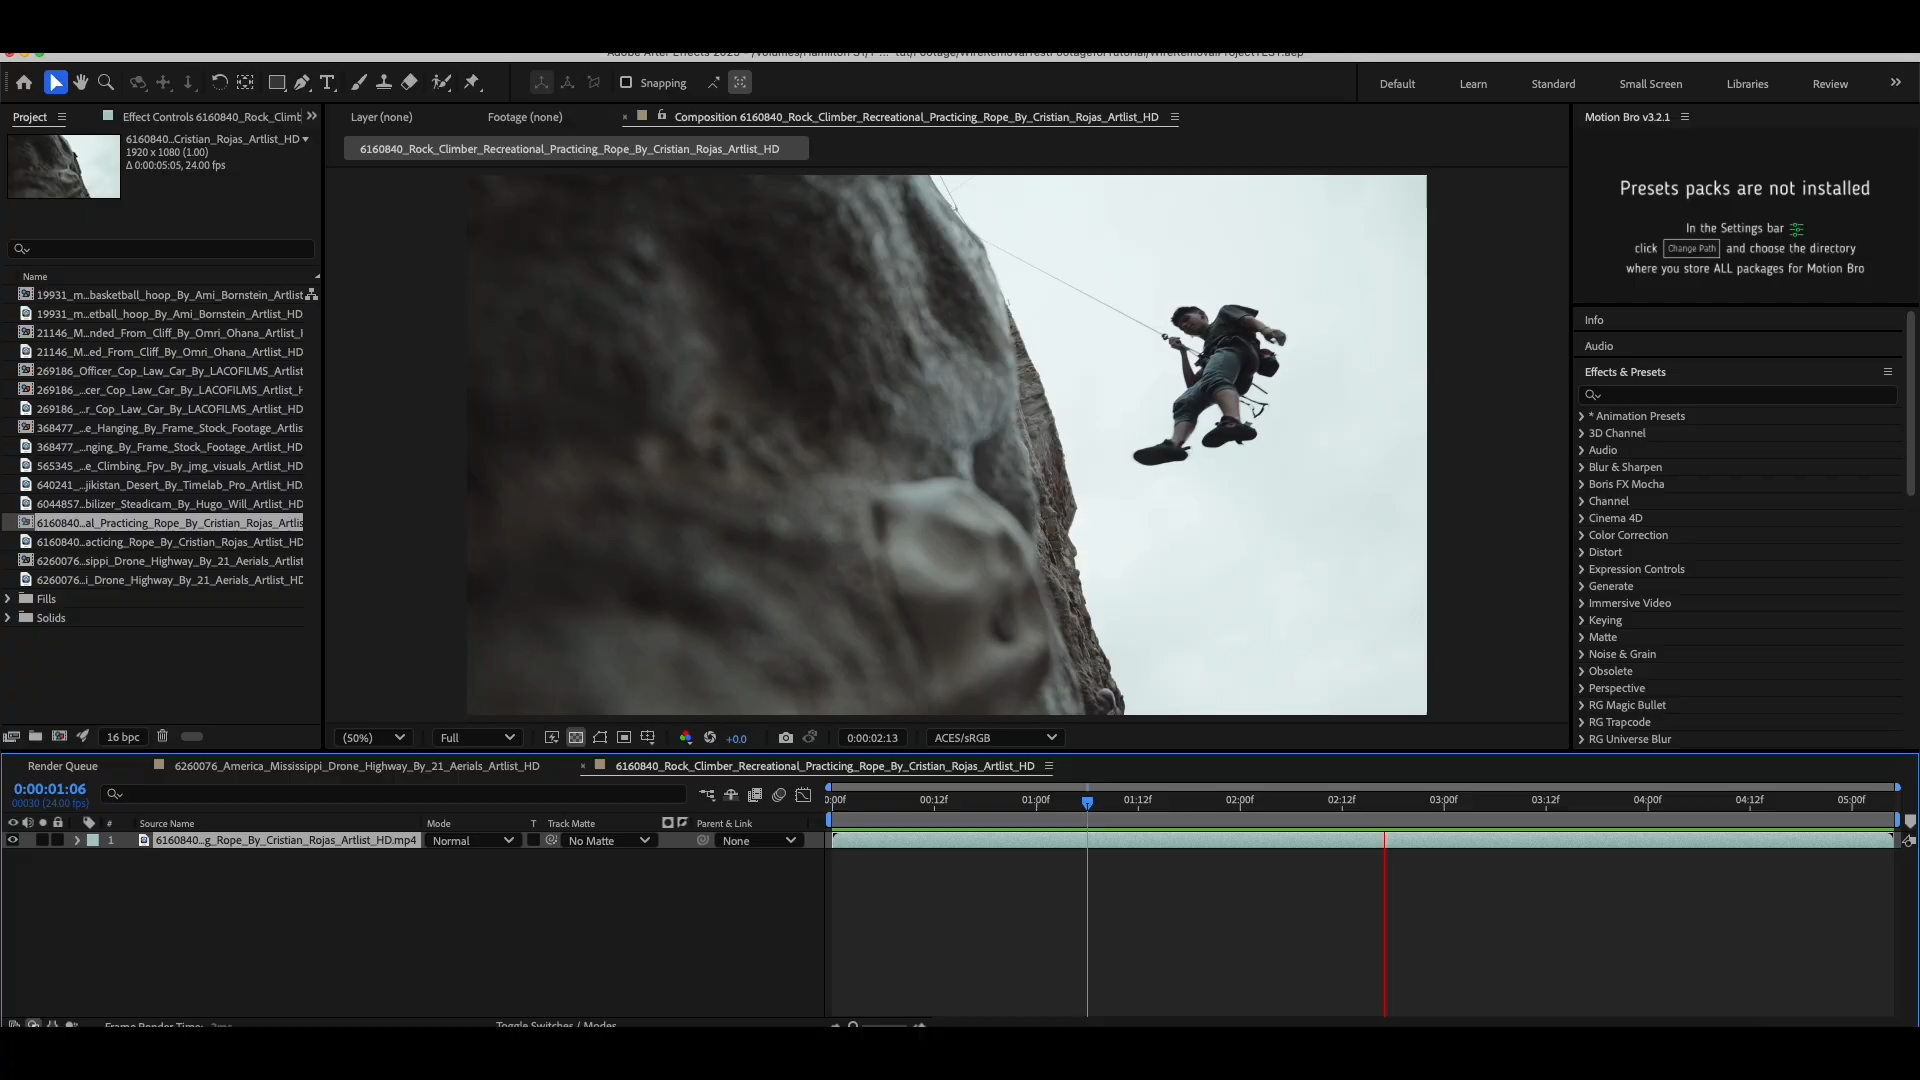 Snapping
Default
Learn
Standard
Small Screen
Libraries
Review
Project
Effect Controls 6160840_Rock_Climb
Layer (none)
Footage (none)
Composition 6160840_Rock_Climber_Recreational_Practicing_Rope_By_Cristian_Rojas_Artlist_HD
Motion Bro v3.2.1
6160840...Cristian_Rojas_Artlist_HD
1920 x 1080 (1.00)
Δ 0:00:05:05, 24.00 fps
6160840_Rock_Climber_Recreational_Practicing_Rope_By_Cristian_Rojas_Artlist_HD
Presets packs are not installed
In the Settings bar
click Change Path and choose the directory
where you store ALL packages for Motion Bro
Name
19931_m...basketball_hoop_By_Ami_Bornstein_Artlist
19931_m...etball_hoop_By_Ami_Bornstein_Artlist_HD
21146_M...nded_From_Cliff_By_Omri_Ohana_Artlist_H
21146_M...ed_From_Cliff_By_Omri_Ohana_Artlist_HD
269186_Officer_Cop_Law_Car_By_LACOFILMS_Artlist
269186_...cer_Cop_Law_Car_By_LACOFILMS_Artlist_H
269186_...r_Cop_Law_Car_By_LACOFILMS_Artlist_HD
368477_...e_Hanging_By_Frame_Stock_Footage_Artlis
368477_...nging_By_Frame_Stock_Footage_Artlist_HD
565345_...e_Climbing_Fpv_By_jmg_visuals_Artlist_HD
640241_...jikistan_Desert_By_Timelab_Pro_Artlist_HD
6044857...bilizer_Steadicam_By_Hugo_Will_Artlist_HD
6160840...al_Practicing_Rope_By_Cristian_Rojas_Artlis
6160840...acticing_Rope_By_Cristian_Rojas_Artlist_HD
6260076...sippi_Drone_Highway_By_21_Aerials_Artlist
6260076...i_Drone_Highway_By_21_Aerials_Artlist_HD
Fills
Solids
Info
Audio
Effects & Presets
* Animation Presets
3D Channel
Audio
Blur & Sharpen
Boris FX Mocha
Channel
Cinema 4D
Color Correction
Distort
Expression Controls
Generate
Immersive Video
Keying
Matte
Noise & Grain
Obsolete
Perspective
RG Magic Bullet
RG Trapcode
RG Universe Blur
16 bpc
(50%)
Full
+0.0
0:00:02:13
ACES/sRGB
Render Queue
6260076_America_Mississippi_Drone_Highway_By_21_Aerials_Artlist_HD
6160840_Rock_Climber_Recreational_Practicing_Rope_By_Cristian_Rojas_Artlist_HD
0:00:01:06
00030 (24.00 fps)
0:00f 00:12f 01:00f 01:12f 02:00f 02:12f 03:00f 03:12f 04:00f 04:12f 05:00f
# Source Name Mode T Track Matte Parent & Link
1 6160840...g_Rope_By_Cristian_Rojas_Artlist_HD.mp4 Normal No Matte None
Frame Render Time: 2ms
Toggle Switches / Modes